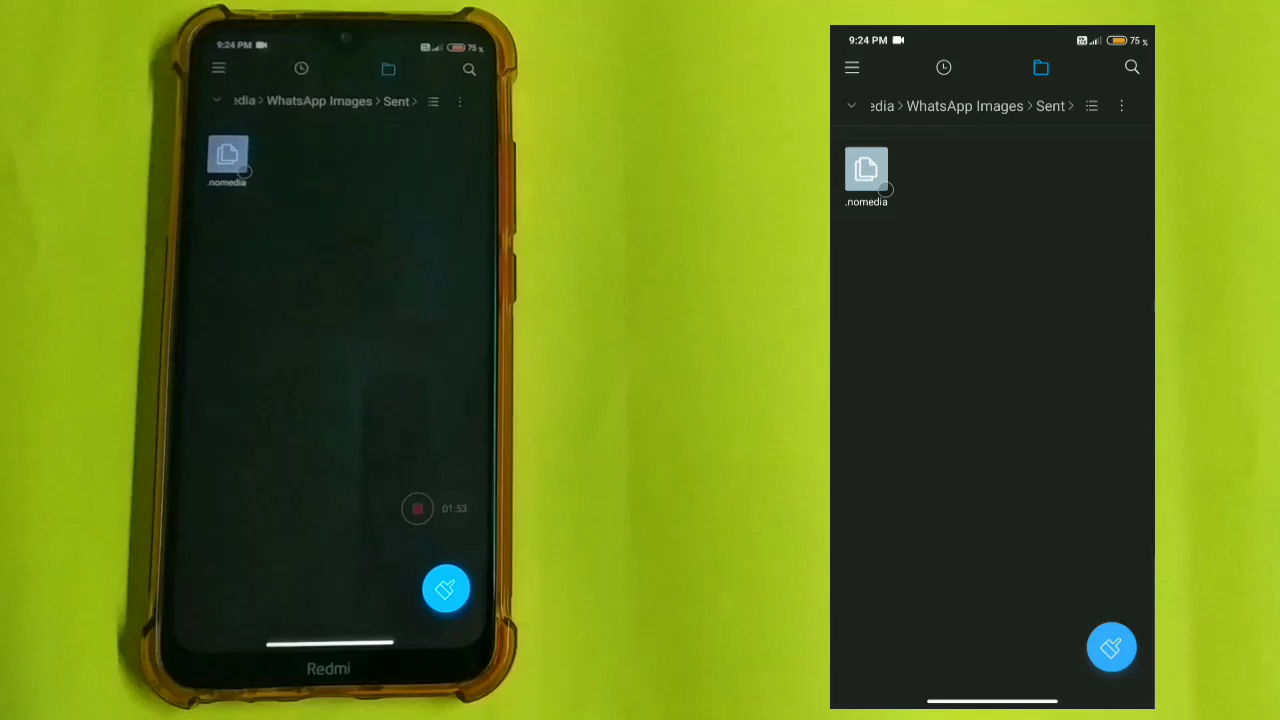 9:24 PM 75 %
edia > WhatsApp Images > Sent >
.nomedia
01:53
Redmi
9:24 PM 75 %
edia > WhatsApp Images > Sent >
.nomedia